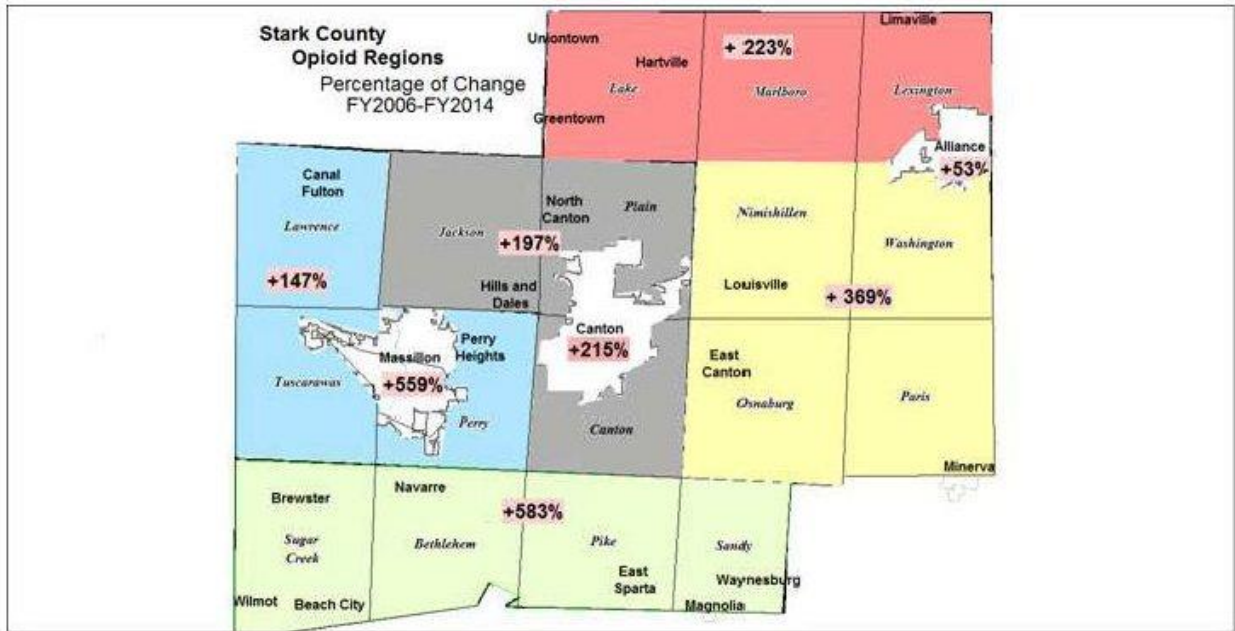 Stark County
Opioid Regions
Percentage of Change
FY2006-FY2014
Limaville
Uniontown
+ 223%
Hartville
Lake
Marlboro
Lexington
Greentown
Alliance
+53%
Canal
Fulton
Lawrence
North
Canton
Plain
Jackson
+197%
Nimishillen
Washington
+147%
Hills and
Dales
Louisville
+ 369%
Canton
+215%
Perry
Heights
Massillon
+559%
Tuscarawas
Perry
East
Canton
Osnaburg
Paris
Canton
Minerva
Brewster
Navarre
+583%
Sugar
Creek
Bethlehem
Pike
Sandy
East
Sparta
Waynesburg
Wilmot
Beach City
Magnolia